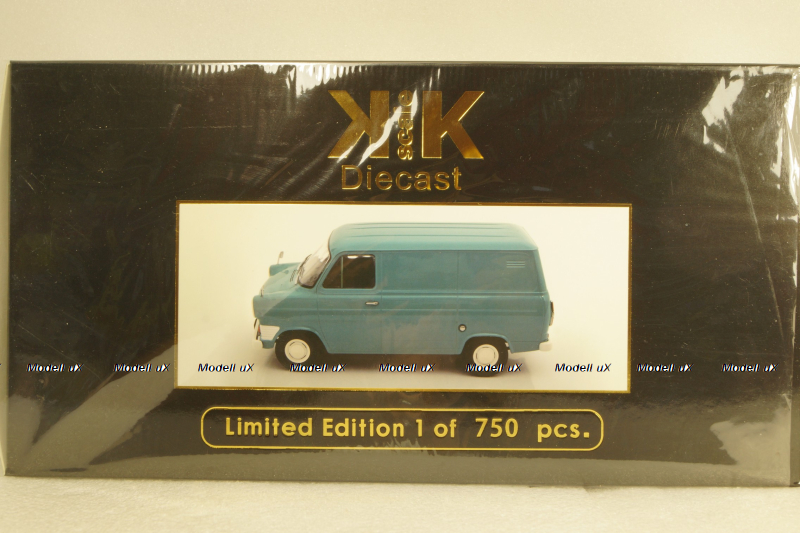 KK
scale
Diecast
Modell uX Modell uX Modell uX Modell uX Modell uX Modell uX Modell uX Modell uX Modell uX
Limited Edition 1 of 750 pcs.